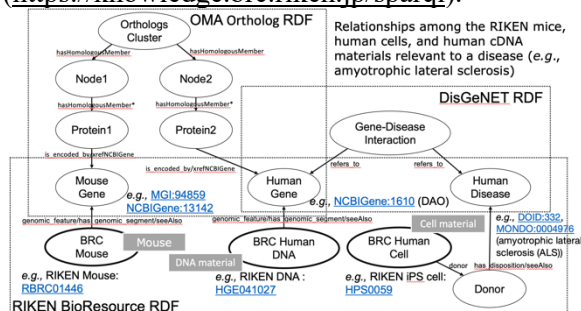 (https://knowledge.brc.riken.jp/sparql).
OMA Ortholog RDF
Orthologs
Cluster
hasHomologousMember
hasHomologousMember
Node1
Node2
hasHomologousMember*
hasHomologousMember*
Protein1
Protein2
is_encoded_by/xrefNCBIGene
is_encoded_by/xrefNCBIGene
Relationships among the RIKEN mice,
human cells, and human cDNA
materials relevant to a disease (e.g.,
amyotrophic lateral sclerosis)
DisGeNET RDF
Gene-Disease
Interaction
refers_to
refers_to
Mouse
Gene
e.g., MGI:94859
NCBIGene:13142
Human
Gene
e.g., NCBIGene:1610 (DAO)
Human
Disease
genomic_feature/has_genomic_segment/seeAlso
genomic_feature/has_genomic_segment/seeAlso
e.g., DOID:332,
MONDO:0004976
(amyotrophic lateral
sclerosis (ALS))
BRC
Mouse
Mouse
DNA material
BRC Human
DNA
Cell material
BRC Human
Cell
donor
has_disposition/seeAlso
Donor
e.g., RIKEN Mouse:
RBRC01446
e.g., RIKEN DNA :
HGE041027
e.g., RIKEN iPS cell:
HPS0059
RIKEN BioResource RDF